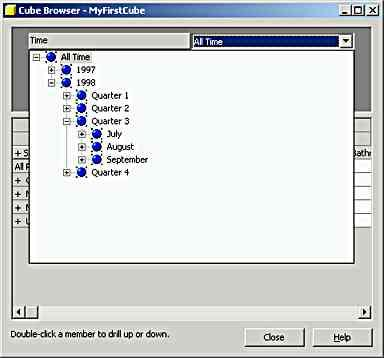 Cube Browser - MyFirstCube
Time All Time
All Time
1997
1998
Quarter 1
Quarter 2
Quarter 3
July
August
September
Quarter 4
+ S
All P
Double-click a member to drill up or down.
Close Help